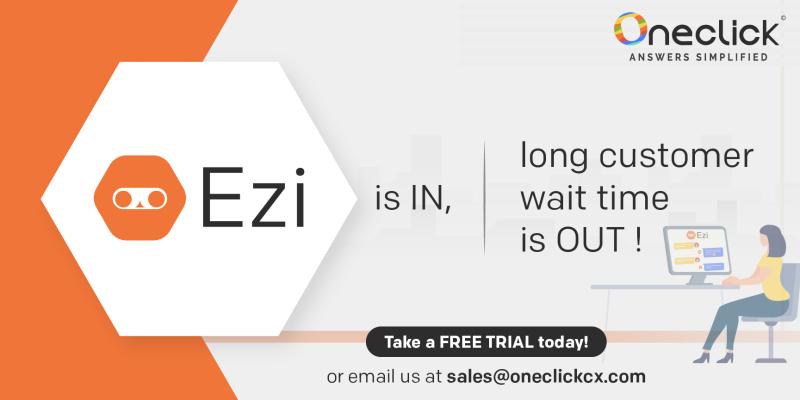 Oneclick©
ANSWERS SIMPLIFIED
Ezi
is IN,
long customer
wait time
is OUT !
Ezi
Take a FREE TRIAL today!
or email us at sales@oneclickcx.com